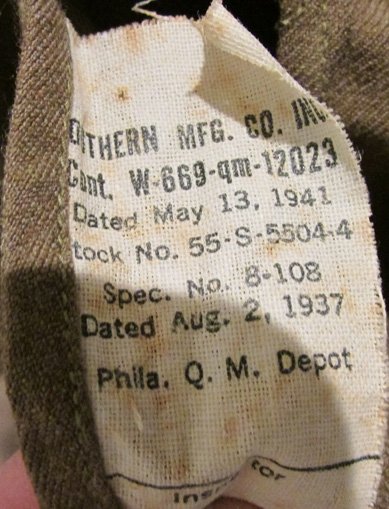 OUTHERN MFG. CO. INC.
Cont. W-669-qm-12023
Dated May 13, 1941
tock No. 55-S-5504-4
Spec. No. 8-108
Dated Aug. 2, 1937
Phila. Q. M. Depot